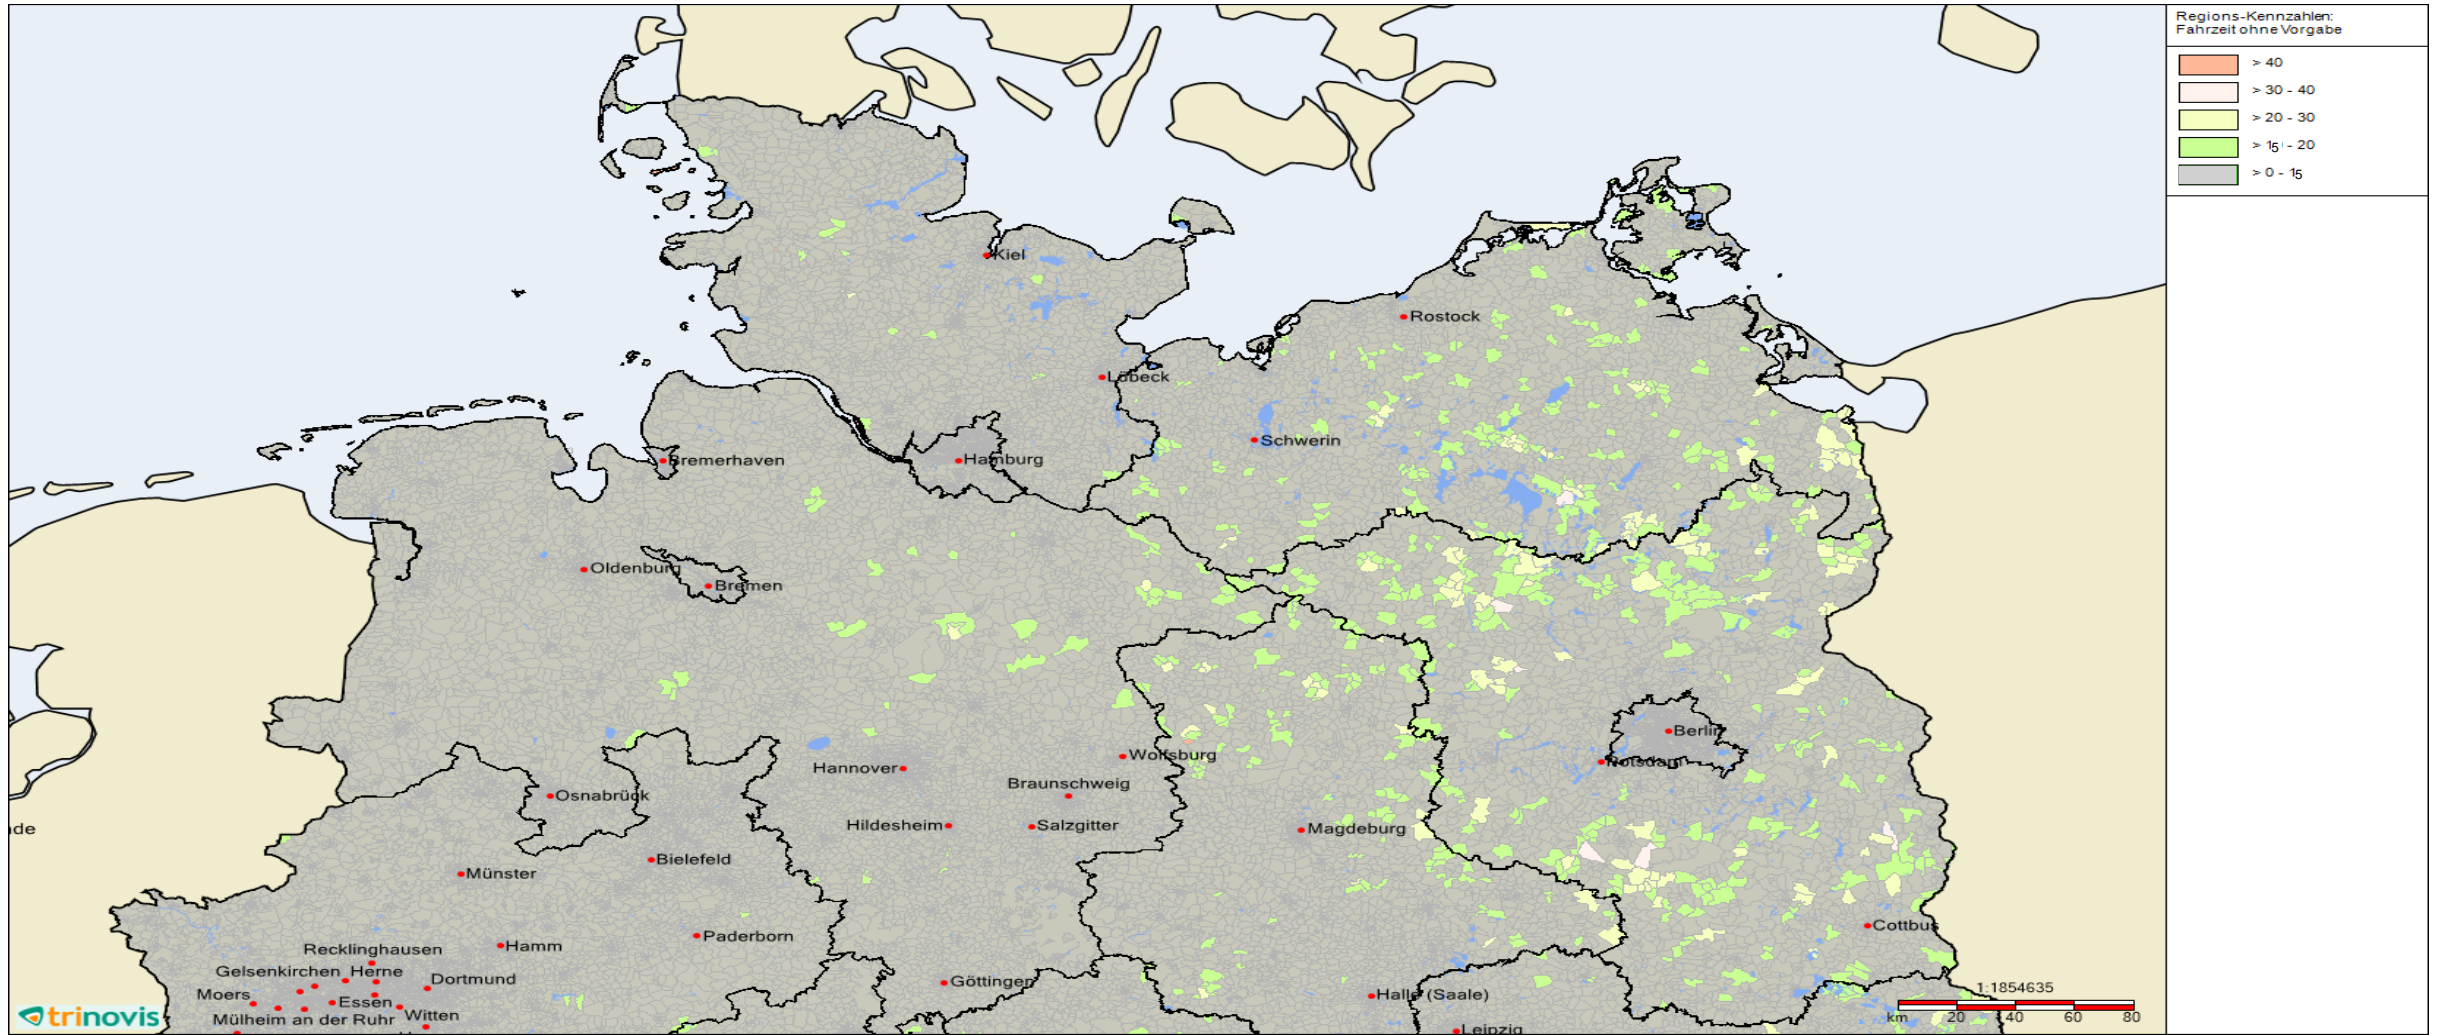 Regions-Kennzahlen:
Fahrzeit ohne Vorgabe
> 40
> 30 - 40
> 20 - 30
> 15 - 20
> 0 - 15
Kiel
Rostock
Lübeck
Schwerin
Bremerhaven
Hamburg
Oldenburg
Bremen
Berlin
Wolfsburg
Potsdam
Hannover
Braunschweig
Osnabrück
Hildesheim
Salzgitter
Magdeburg
nde
Bielefeld
Münster
Cottbus
Paderborn
Hamm
Recklinghausen
Gelsenkirchen
Herne
Dortmund
Göttingen
Moers
Essen
Halle (Saale)
1:1854635
Mülheim an der Ruhr
Witten
km 20 40 60 80
Leipzig
trinovis